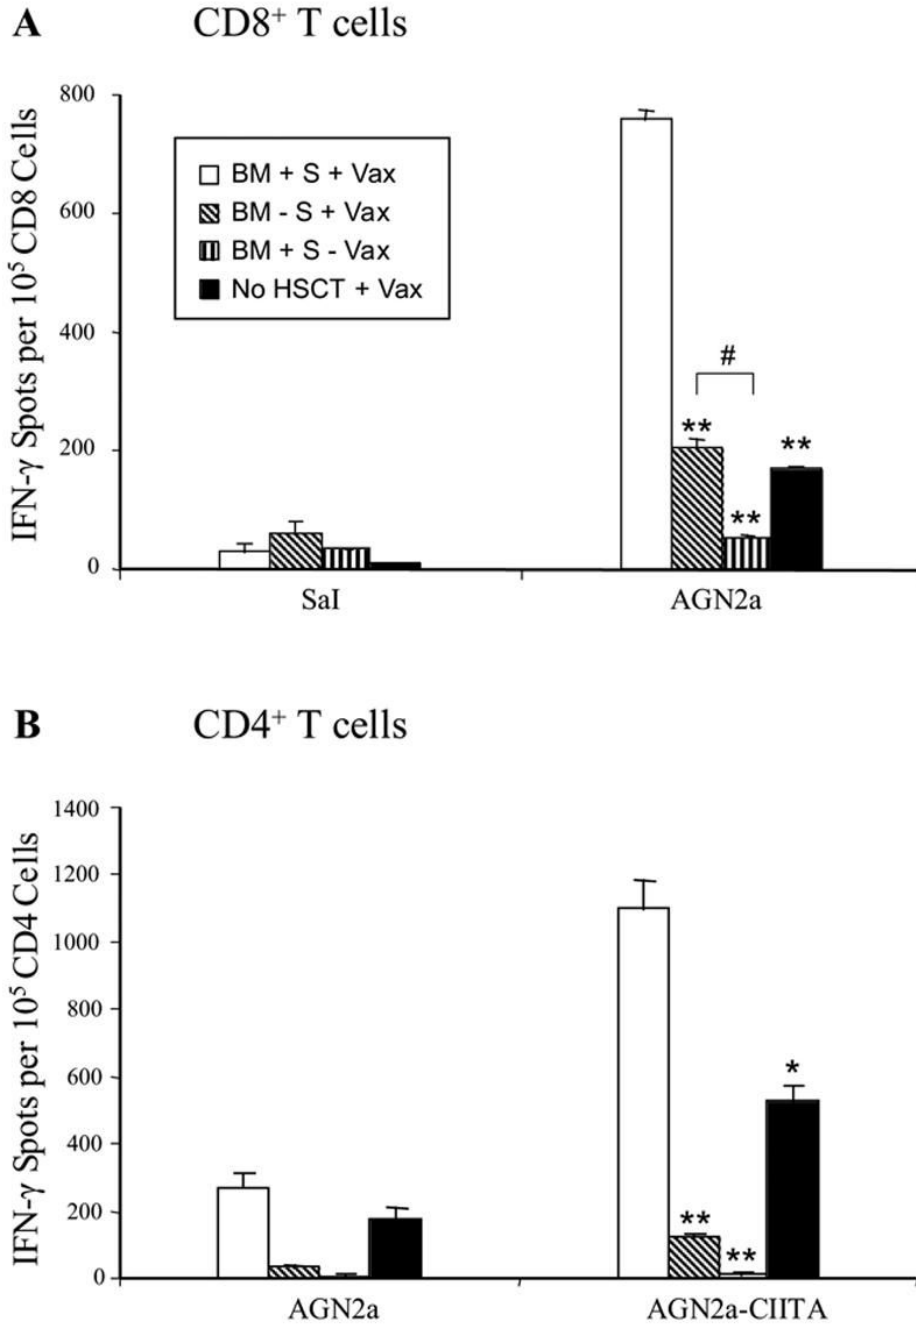 A CD8⁺ T cells
IFN-γ Spots per 10⁵ CD8 Cells
800
600
400
200
0
BM + S + Vax
BM - S + Vax
BM + S - Vax
No HSCT + Vax
#
**
**
**
SaI
AGN2a
B CD4⁺ T cells
IFN-γ Spots per 10⁵ CD4 Cells
1400
1200
1000
800
600
400
200
0
*
**
**
AGN2a
AGN2a-CIITA